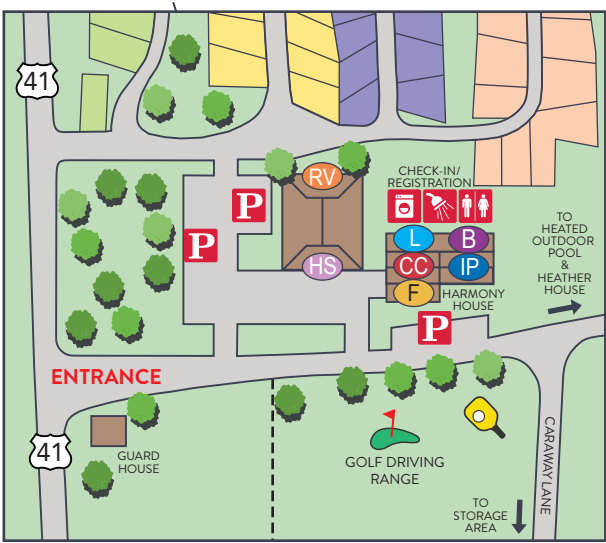 41
CHECK-IN/
REGISTRATION
RV
P
P
L
B
HS
CC
IP
F
HARMONY
HOUSE
P
TO
HEATED
OUTDOOR
POOL
&
HEATHER
HOUSE
ENTRANCE
41
GUARD
HOUSE
GOLF DRIVING
RANGE
CARAWAY LANE
TO
STORAGE
AREA